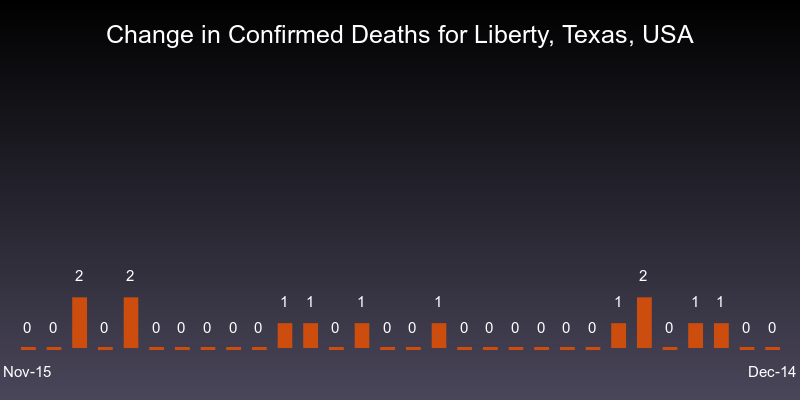 Change in Confirmed Deaths for Liberty, Texas, USA
0 0 2 0 2 0 0 0 0 0 1 1 0 1 0 0 1 0 0 0 0 0 0 1 2 0 1 1 0 0
Nov-15 Dec-14